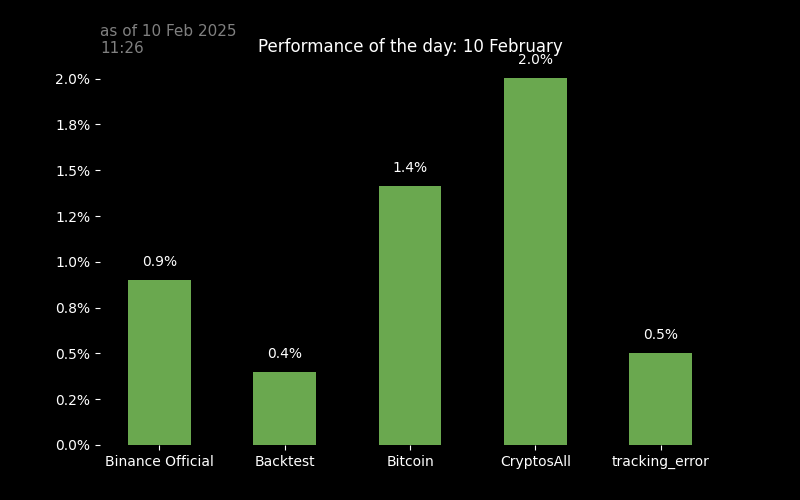 as of 10 Feb 2025
11:26
Performance of the day: 10 February
2.0%
1.8%
1.5%
1.2%
1.0%
0.8%
0.5%
0.2%
0.0%
0.9%
0.4%
1.4%
2.0%
0.5%
Binance Official
Backtest
Bitcoin
CryptosAll
tracking_error